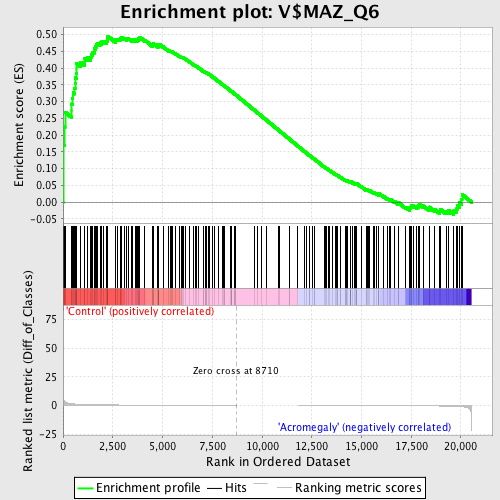 Enrichment plot: V$MAZ_Q6
Enrichment score (ES)
0.50
0.45
0.40
0.35
0.30
0.25
0.20
0.15
0.10
0.05
0.00
-0.05
'Control' (positively correlated)
Ranked list metric (Diff_of_Classes)
75
50
25
0
-25
Zero cross at 8710
'Acromegaly' (negatively correlated)
0 2,500 5,000 7,500 10,000 12,500 15,000 17,500 20,000
Rank in Ordered Dataset
Enrichment profile Hits Ranking metric scores